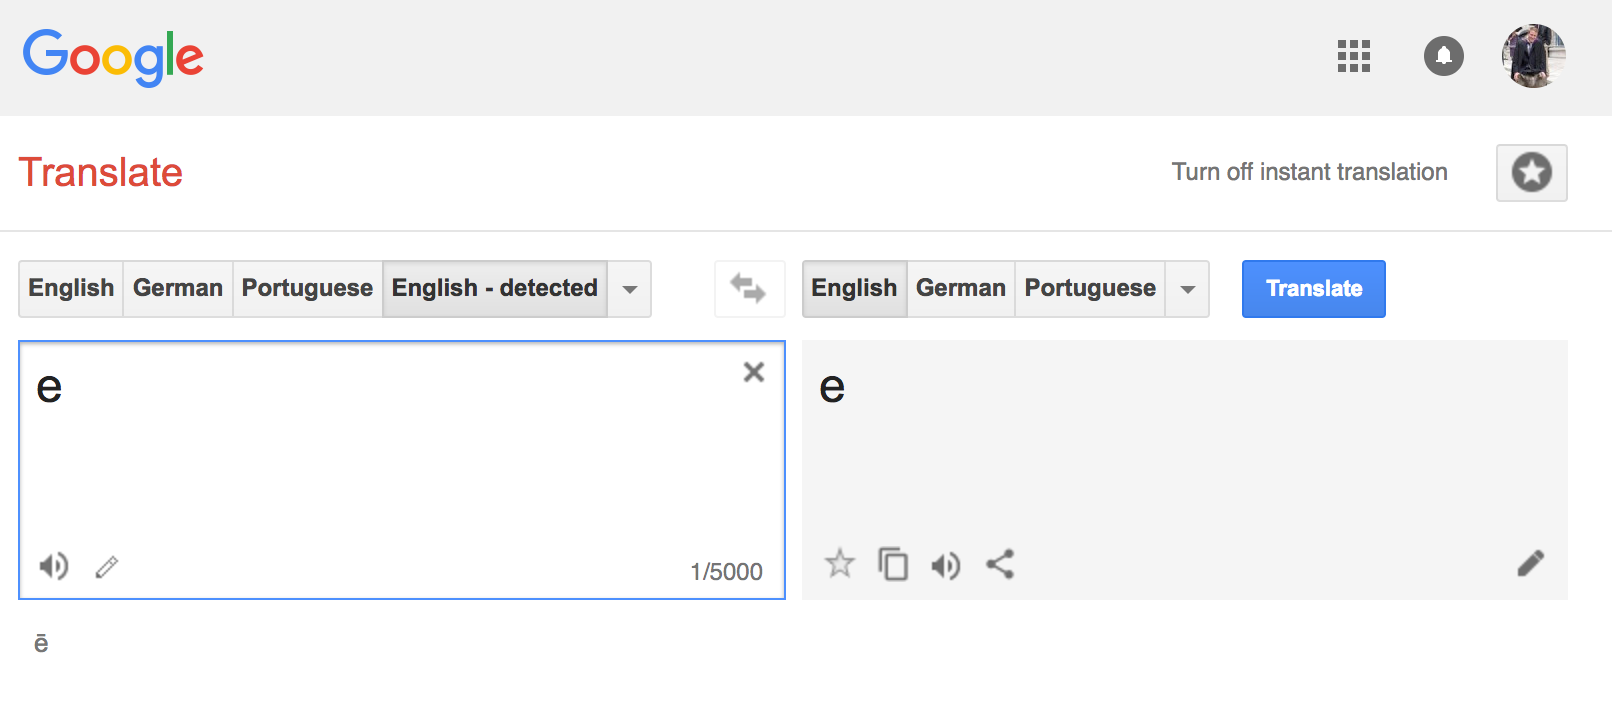 Google
Translate
Turn off instant translation
English German Portuguese English - detected
English German Portuguese
Translate
e
e
1/5000
ē